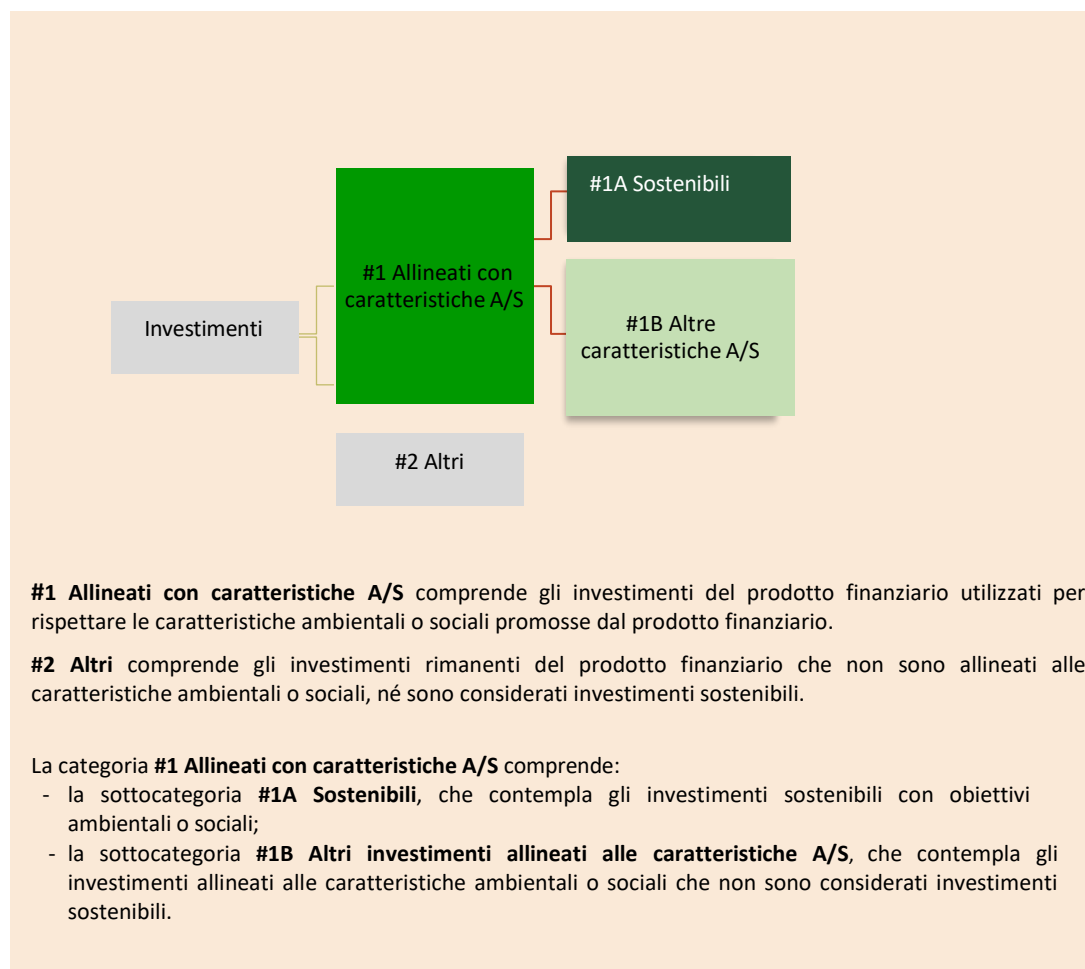 #1A Sostenibili
#1 Allineati con
caratteristiche A/S
Investimenti
#1B Altre
caratteristiche A/S
#2 Altri
#1 Allineati con caratteristiche A/S comprende gli investimenti del prodotto finanziario utilizzati per
rispettare le caratteristiche ambientali o sociali promosse dal prodotto finanziario.
#2 Altri comprende gli investimenti rimanenti del prodotto finanziario che non sono allineati alle
caratteristiche ambientali o sociali, né sono considerati investimenti sostenibili.
La categoria #1 Allineati con caratteristiche A/S comprende:
- la sottocategoria #1A Sostenibili, che contempla gli investimenti sostenibili con obiettivi
ambientali o sociali;
- la sottocategoria #1B Altri investimenti allineati alle caratteristiche A/S, che contempla gli
investimenti allineati alle caratteristiche ambientali o sociali che non sono considerati investimenti
sostenibili.